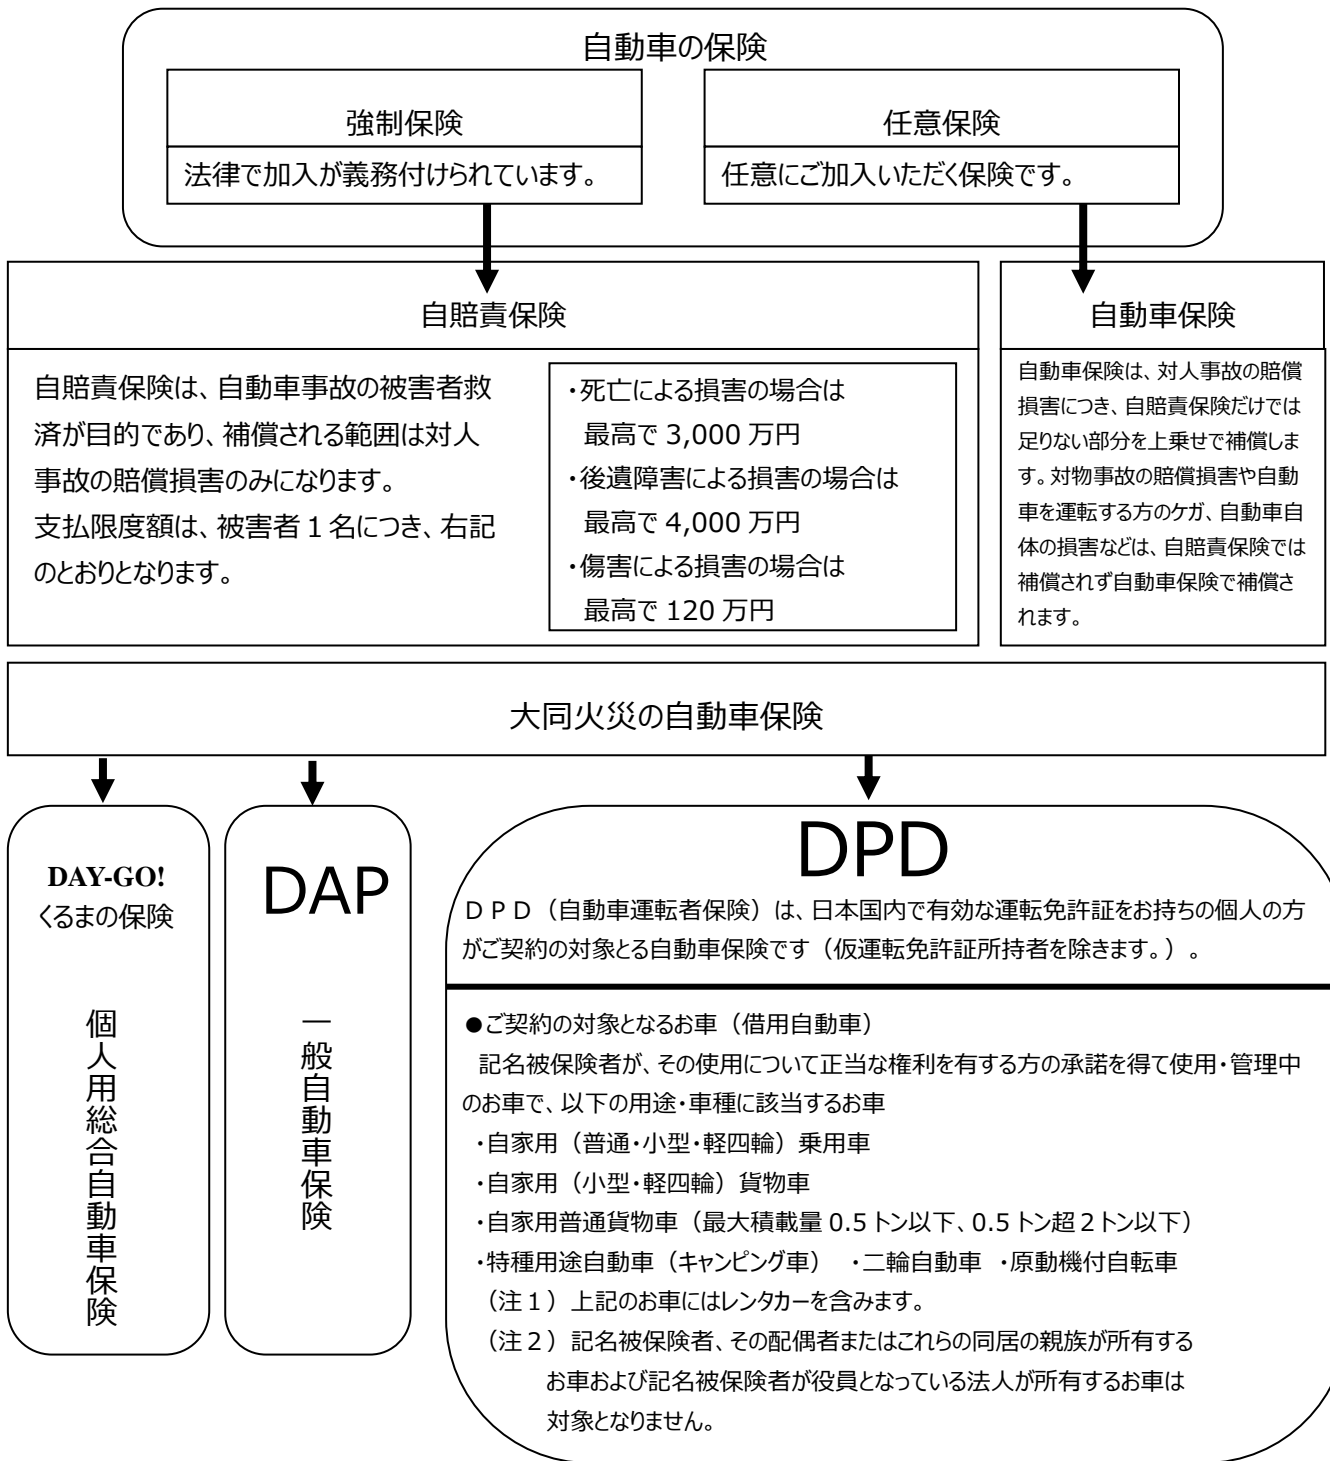 自動車の保険
強制保険
法律で加入が義務付けられています。
任意保険
任意にご加入いただく保険です。
自賠責保険
自賠責保険は、自動車事故の被害者救
済が目的であり、補償される範囲は対人
事故の賠償損害のみになります。
支払限度額は、被害者1名につき、右記
のとおりとなります。
・死亡による損害の場合は
最高で 3,000 万円
・後遺障害による損害の場合は
最高で 4,000 万円
・傷害による損害の場合は
最高で 120 万円
自動車保険
自動車保険は、対人事故の賠償
損害につき、自賠責保険だけでは
足りない部分を上乗せで補償しま
す。対物事故の賠償損害や自動
車を運転する方のケガ、自動車自
体の損害などは、自賠責保険では
補償されず自動車保険で補償さ
れます。
大同火災の自動車保険
DAY-GO!
くるまの保険
個人用総合自動車保険
DAP
一般自動車保険
DPD
DPD(自動車運転者保険)は、日本国内で有効な運転免許証をお持ちの個人の方
がご契約の対象とる自動車保険です(仮運転免許証所持者を除きます。)。
●ご契約の対象となるお車(借用自動車)
記名被保険者が、その使用について正当な権利を有する方の承諾を得て使用・管理中
のお車で、以下の用途・車種に該当するお車
・自家用(普通・小型・軽四輪)乗用車
・自家用(小型・軽四輪)貨物車
・自家用普通貨物車(最大積載量 0.5トン以下、0.5トン超2トン以下)
・特種用途自動車(キャンピング車) ・二輪自動車 ・原動機付自転車
(注1)上記のお車にはレンタカーを含みます。
(注2)記名被保険者、その配偶者またはこれらの同居の親族が所有する
お車および記名被保険者が役員となっている法人が所有するお車は
対象となりません。